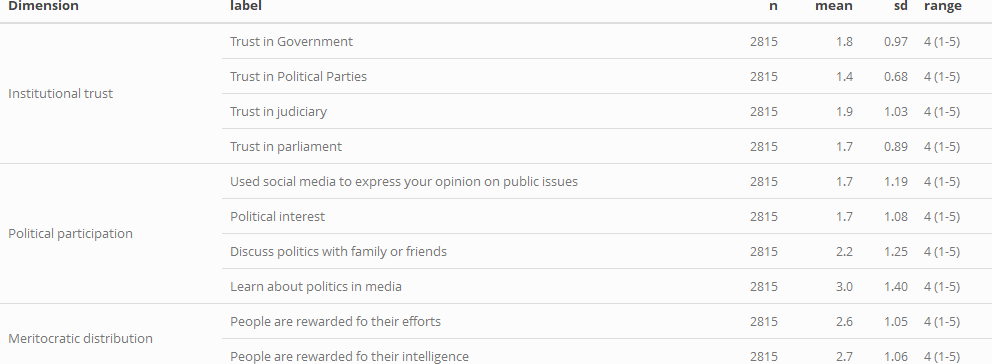 Dimension label n mean sd range
Trust in Government 2815 1.8 0.97 4 (1-5)
Trust in Political Parties 2815 1.4 0.68 4 (1-5)
Institutional trust
Trust in judiciary 2815 1.9 1.03 4 (1-5)
Trust in parliament 2815 1.7 0.89 4 (1-5)
Used social media to express your opinion on public issues 2815 1.7 1.19 4 (1-5)
Political interest 2815 1.7 1.08 4 (1-5)
Political participation
Discuss politics with family or friends 2815 2.2 1.25 4 (1-5)
Learn about politics in media 2815 3.0 1.40 4 (1-5)
People are rewarded fo their efforts 2815 2.6 1.05 4 (1-5)
Meritocratic distribution
People are rewarded fo their intelligence 2815 2.7 1.06 4 (1-5)